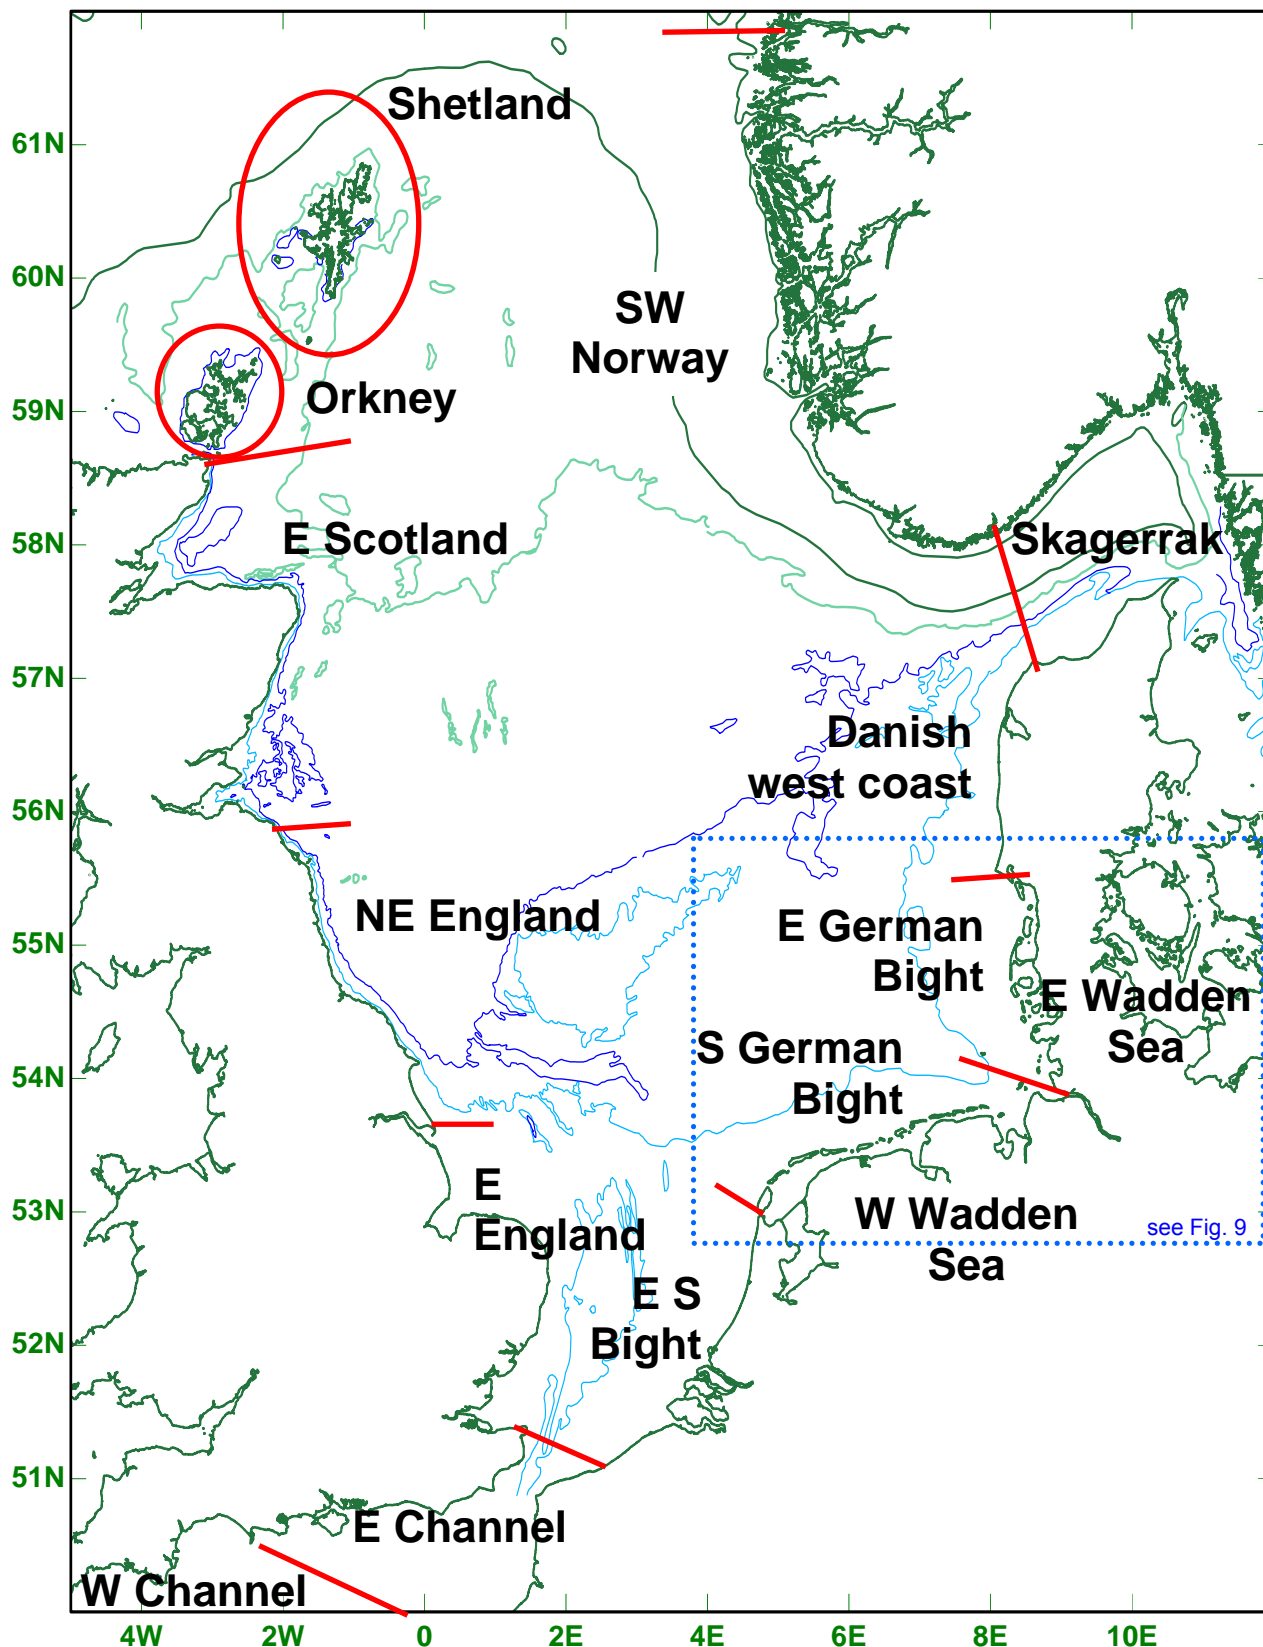 Shetland
61N
60N
SW
Norway
59N
Orkney
58N
E Scotland
Skagerrak
57N
Danish
west coast
56N
NE England
E German
Bight
55N
E Wadden
Sea
S German
Bight
54N
E
England
53N
W Wadden
Sea
see Fig. 9
E S
Bight
52N
51N
E Channel
W Channel
4W 2W 0 2E 4E 6E 8E 10E